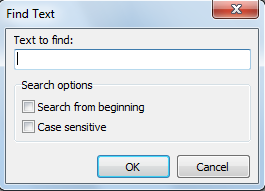 Find Text
Text to find:
Search options
Search from beginning
Case sensitive
OK Cancel